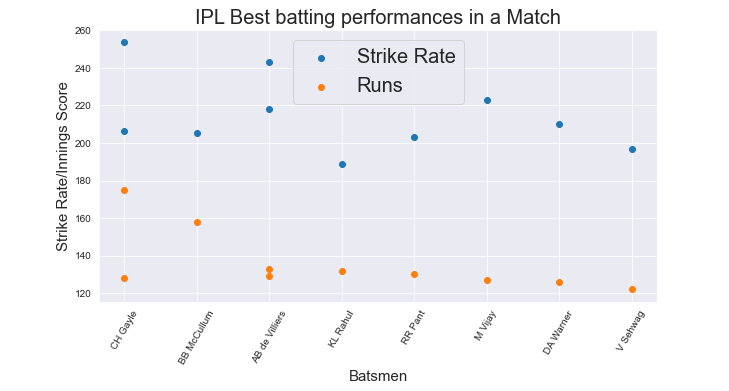 IPL Best batting performances in a Match
Strike Rate/Innings Score
260
240
220
200
180
160
140
120
Strike Rate
Runs
CH Gayle
BB McCullum
AB de Villiers
KL Rahul
RR Pant
M Vijay
DA Warner
V Sehwag
Batsmen